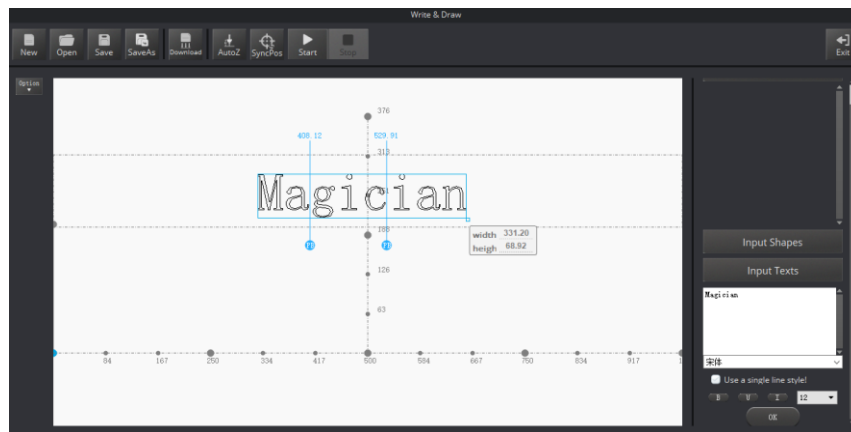 Write & Draw
New Open Save SaveAs Download AutoZ SyncPos Start Stop Exit
Option
376
408.12 529.91
313
Magician
188
width 331.20
heigh 68.92
126
63
84 167 250 334 417 500 584 667 750 834 917
Input Shapes
Input Texts
Magician
宋体
Use a single line style!
B U I 12
OK